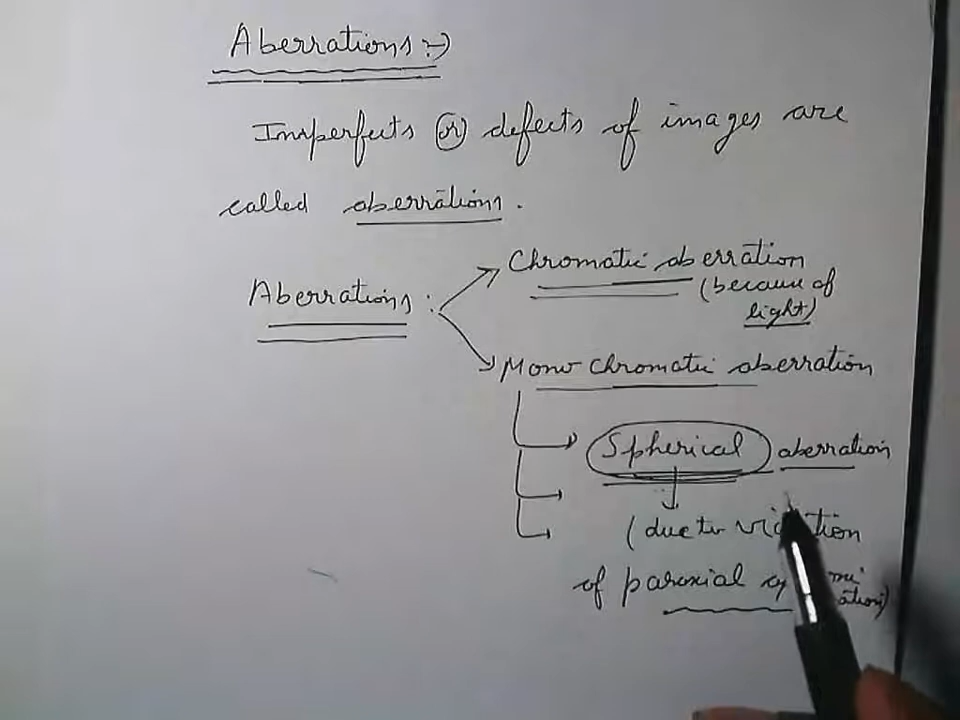 Aberrations :→
Imperfects (or) defects of images are
called aberrations.
Aberrations :
Chromatic aberration
(because of
light)
Mono chromatic aberration
Spherical aberration
(due to
of paraxial